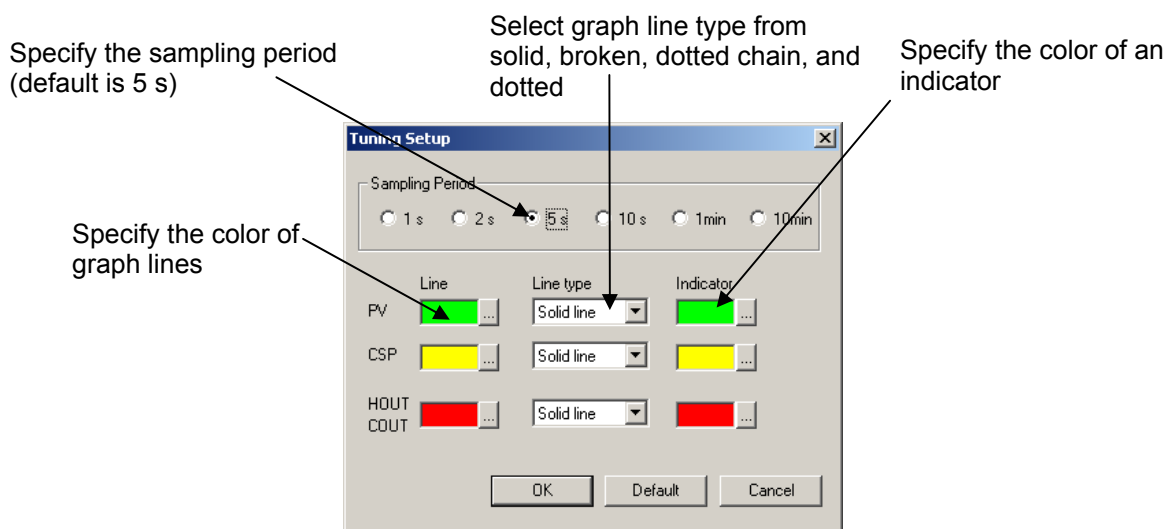 Select graph line type from
solid, broken, dotted chain, and
dotted
Specify the sampling period
(default is 5 s)
Specify the color of an
indicator
Tuning Setup
Sampling Period
1 s 2 s 5 s 10 s 1min 10min
Specify the color of
graph lines
Line Line type Indicator
PV ... Solid line ...
CSP ... Solid line ...
HOUT
COUT ... Solid line ...
OK Default Cancel